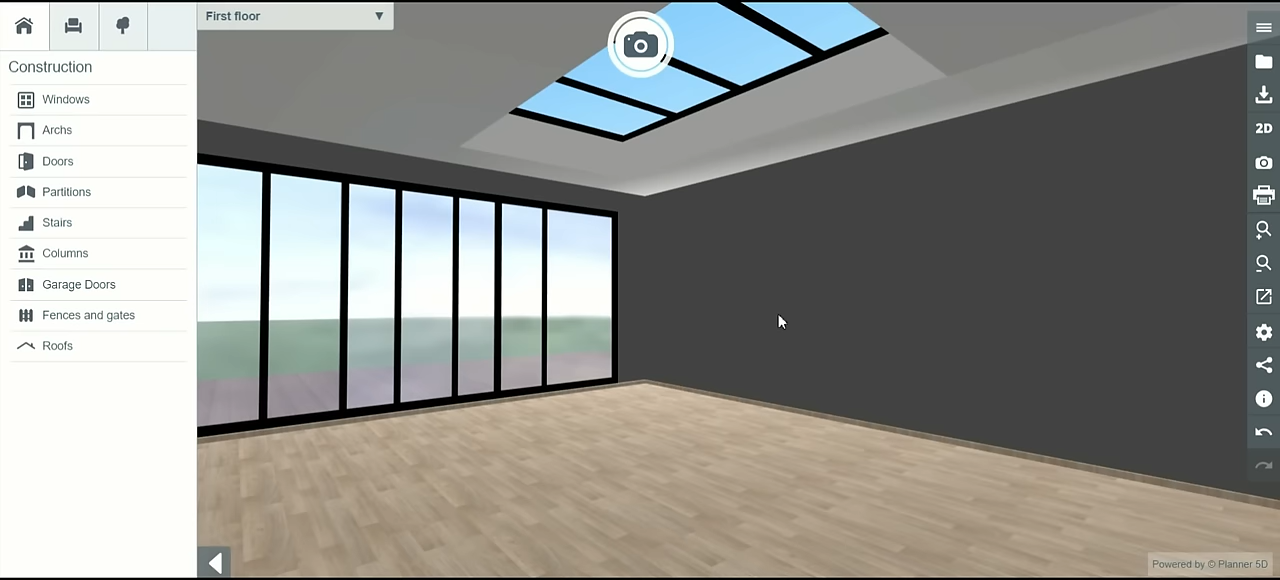 First floor ▼
Construction
Windows
Archs
Doors
Partitions
Stairs
Columns
Garage Doors
Fences and gates
Roofs
2D
Powered by © Planner 5D